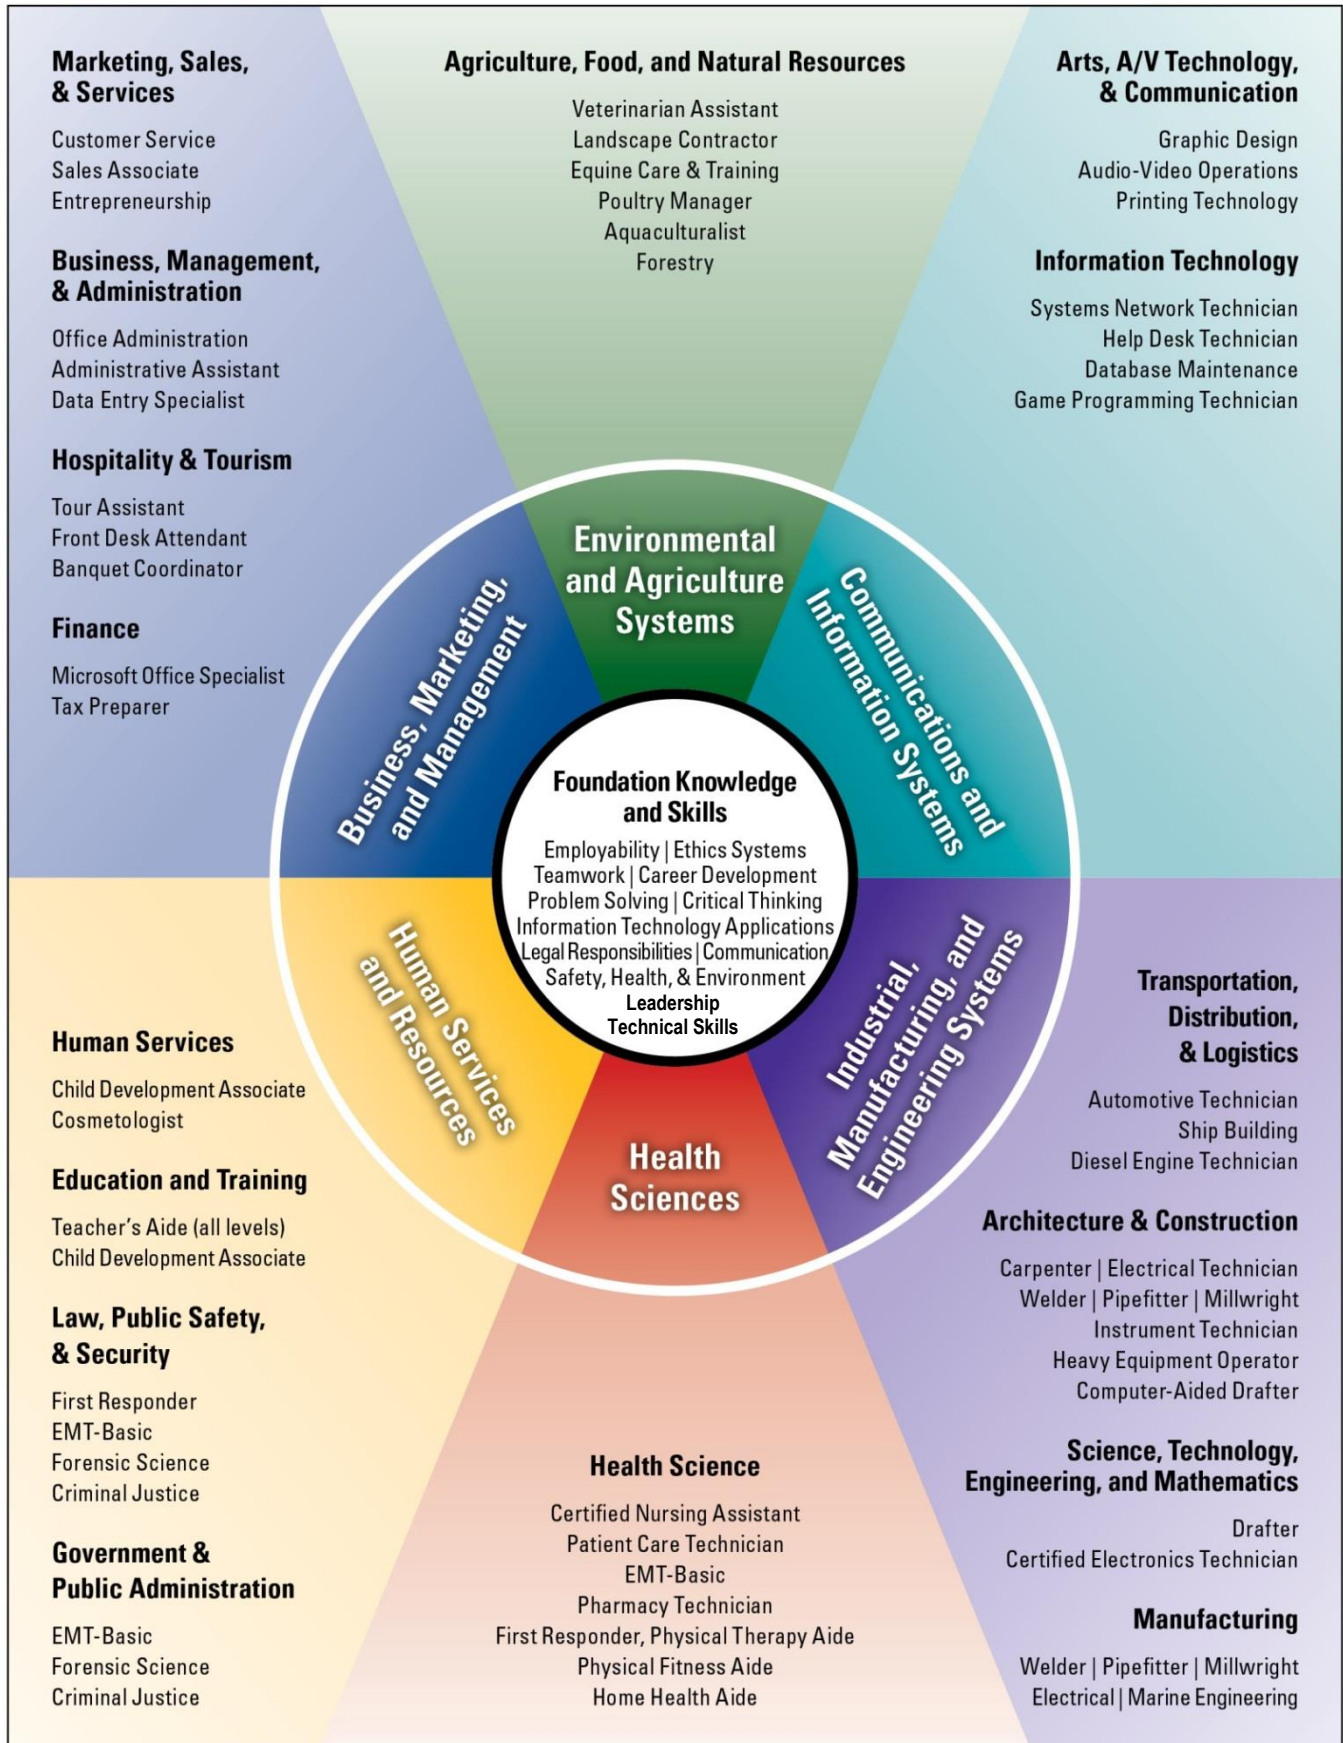 Marketing, Sales,
& Services
Customer Service
Sales Associate
Entrepreneurship
Business, Management,
& Administration
Office Administration
Administrative Assistant
Data Entry Specialist
Hospitality & Tourism
Tour Assistant
Front Desk Attendant
Banquet Coordinator
Finance
Microsoft Office Specialist
Tax Preparer
Agriculture, Food, and Natural Resources
Veterinarian Assistant
Landscape Contractor
Equine Care & Training
Poultry Manager
Aquaculturalist
Forestry
Arts, A/V Technology,
& Communication
Graphic Design
Audio-Video Operations
Printing Technology
Information Technology
Systems Network Technician
Help Desk Technician
Database Maintenance
Game Programming Technician
Business, Marketing,
and Management
Environmental
and Agriculture
Systems
Communications and
Information Systems
Foundation Knowledge
and Skills
Employability | Ethics Systems
Teamwork | Career Development
Problem Solving | Critical Thinking
Information Technology Applications
Legal Responsibilities | Communication
Safety, Health, & Environment
Leadership
Technical Skills
Human Services
and Resources
Health
Sciences
Industrial,
Manufacturing, and
Engineering Systems
Human Services
Child Development Associate
Cosmetologist
Education and Training
Teacher's Aide (all levels)
Child Development Associate
Law, Public Safety,
& Security
First Responder
EMT-Basic
Forensic Science
Criminal Justice
Government &
Public Administration
EMT-Basic
Forensic Science
Criminal Justice
Health Science
Certified Nursing Assistant
Patient Care Technician
EMT-Basic
Pharmacy Technician
First Responder, Physical Therapy Aide
Physical Fitness Aide
Home Health Aide
Transportation,
Distribution,
& Logistics
Automotive Technician
Ship Building
Diesel Engine Technician
Architecture & Construction
Carpenter | Electrical Technician
Welder | Pipefitter | Millwright
Instrument Technician
Heavy Equipment Operator
Computer-Aided Drafter
Science, Technology,
Engineering, and Mathematics
Drafter
Certified Electronics Technician
Manufacturing
Welder | Pipefitter | Millwright
Electrical | Marine Engineering